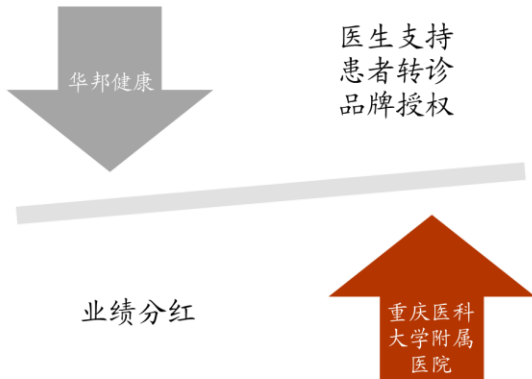 华邦健康
医生支持
患者转诊
品牌授权
业绩分红
重庆医科
大学附属
医院